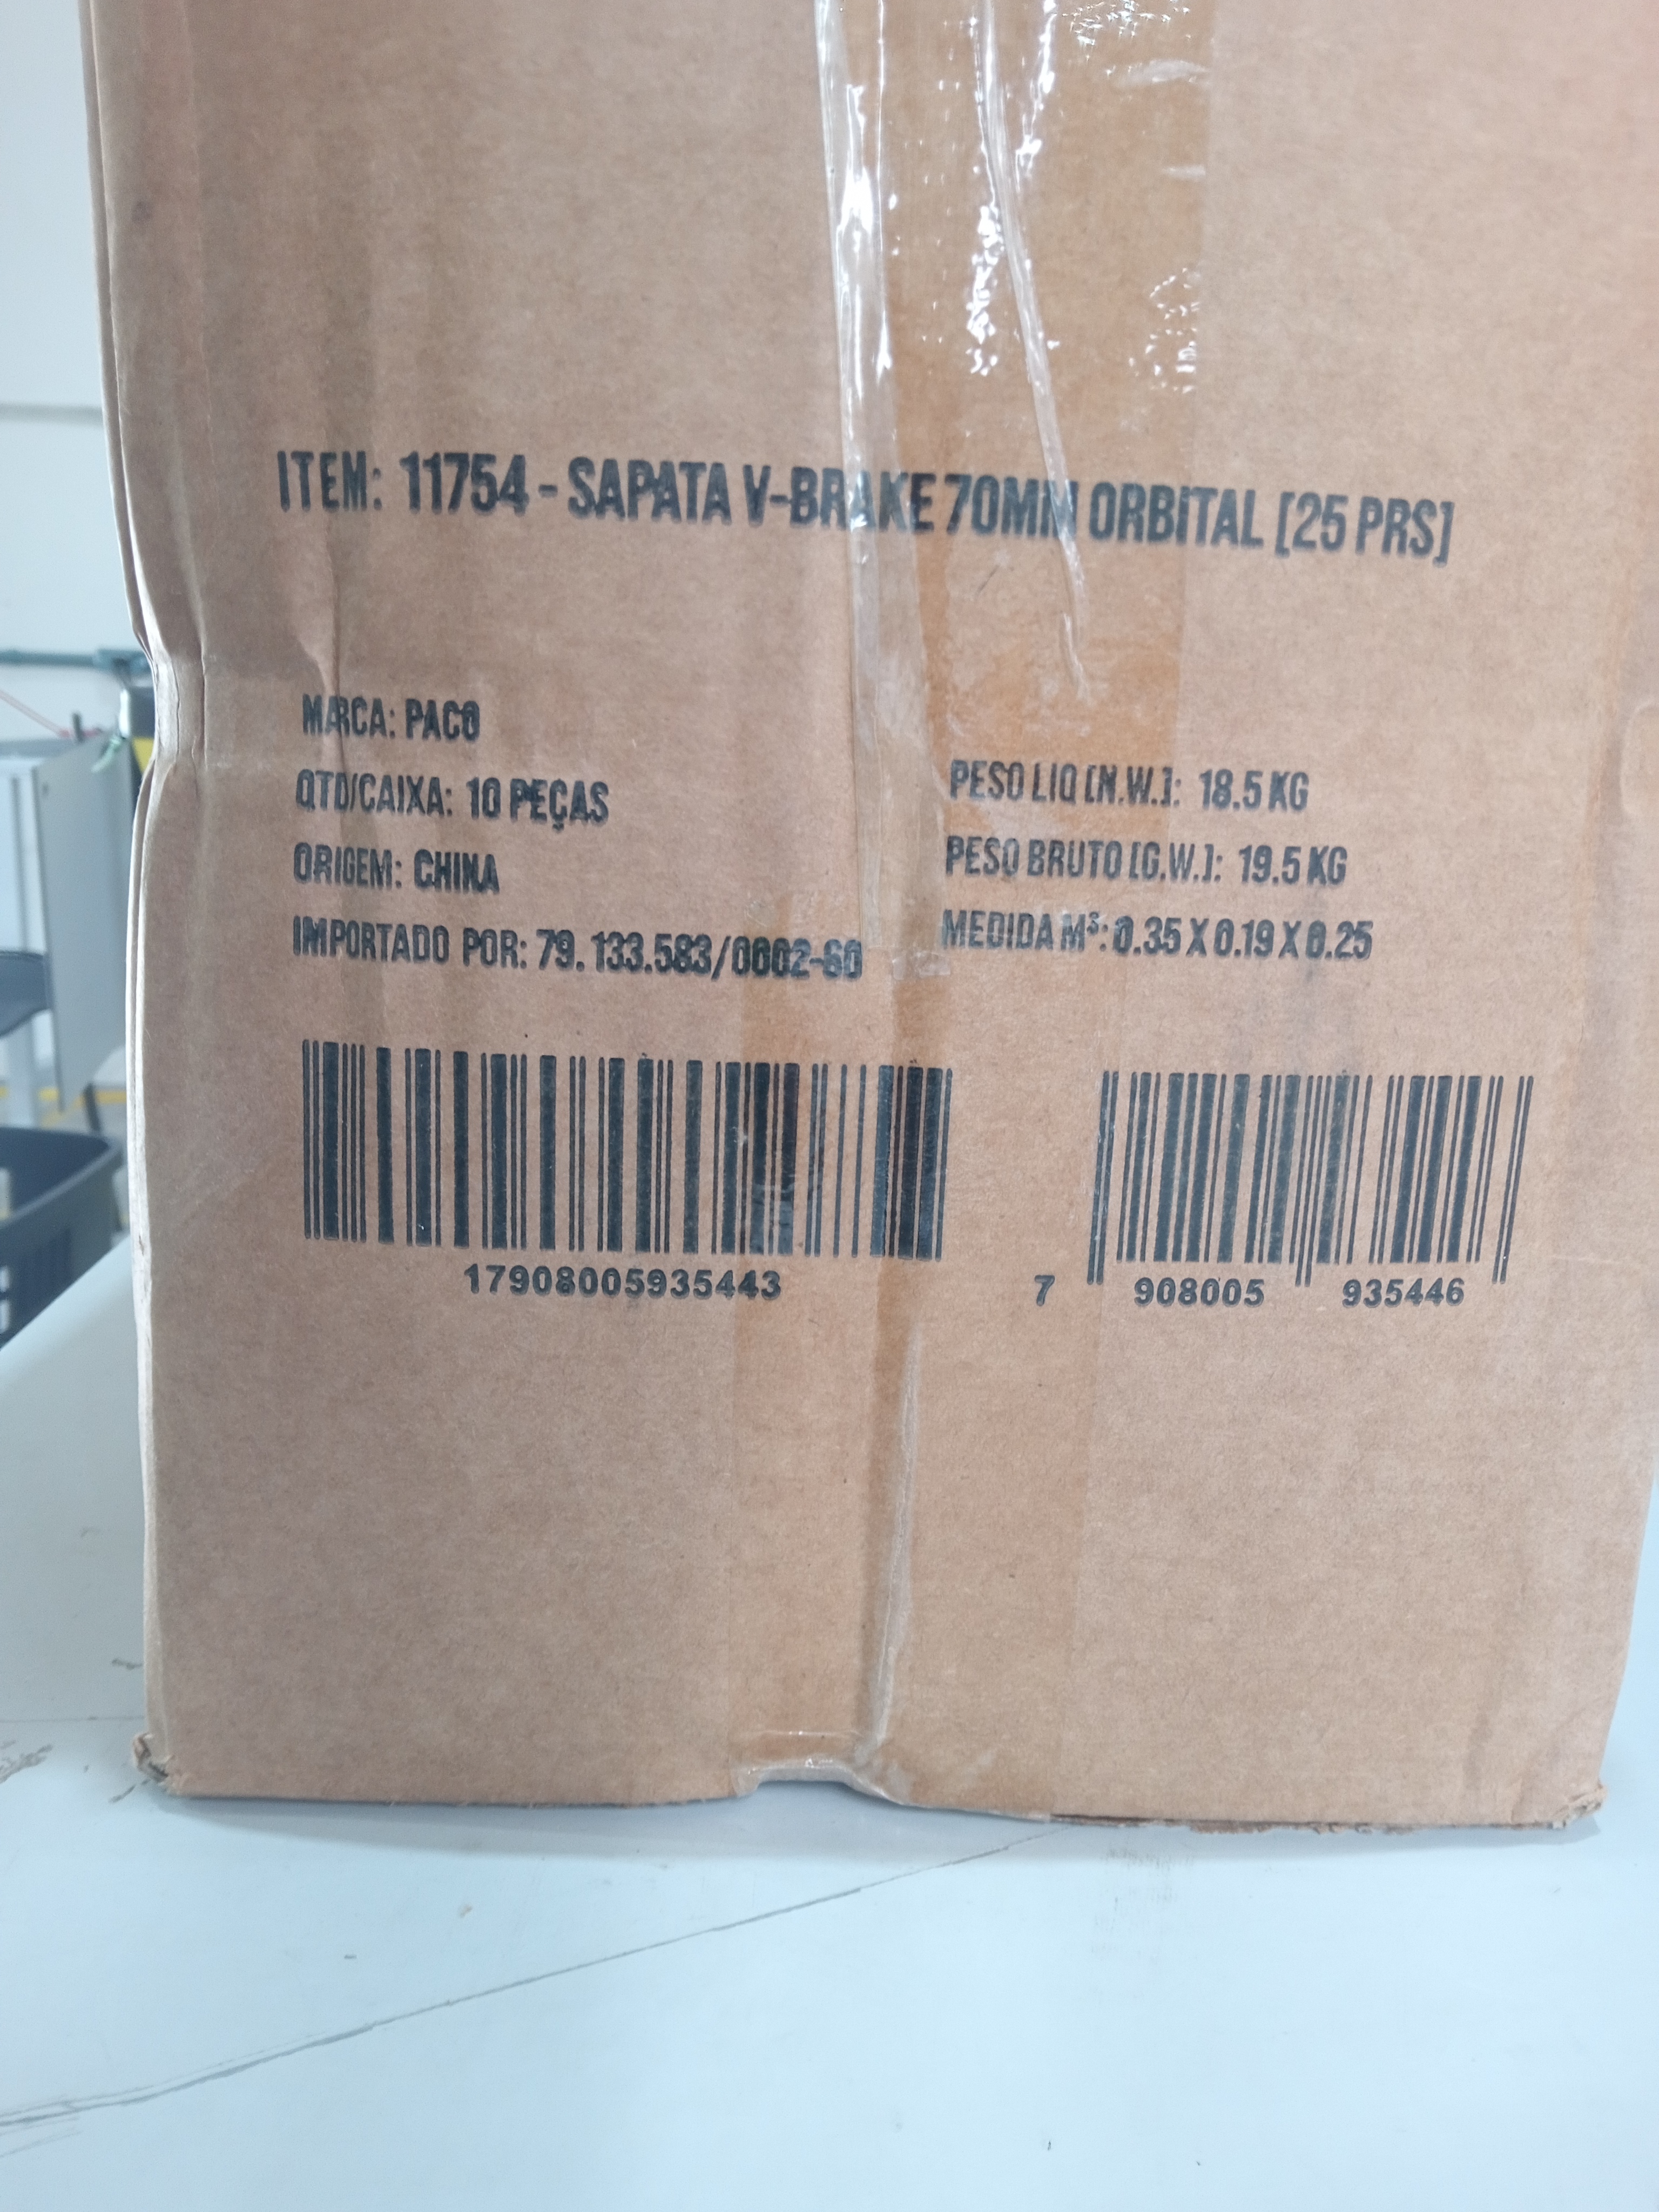 ITEM: 11754 - SAPATA V-BRAKE 70MM ORBITAL [25 PRS]
MARCA: PACO
QTD/CAIXA: 10 PEÇAS
ORIGEM: CHINA
IMPORTADO POR: 79.133.583/0002-60
PESO LIQ [N.W.]: 18.5 KG
PESO BRUTO [G.W.]: 19.5 KG
MEDIDA M³: 0.35 X 0.19 X 0.25
17908005935443
7 908005 935446